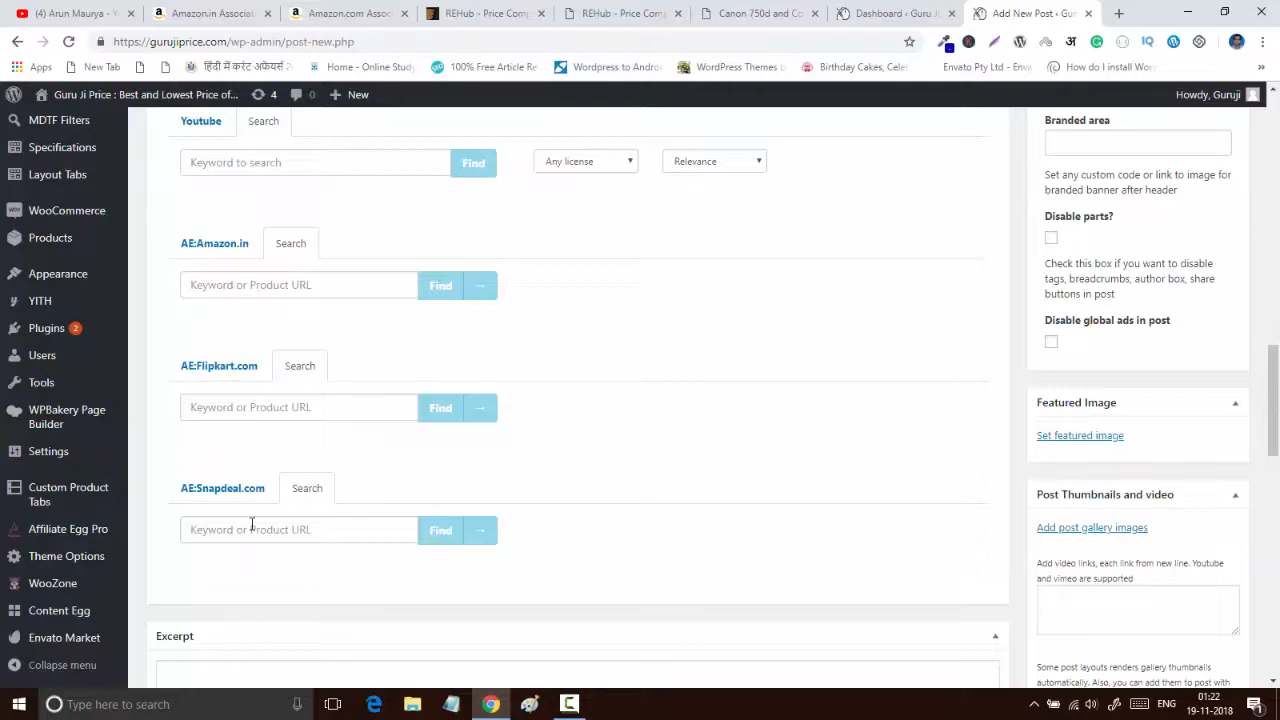 (4) Arun Maurya - 
Amazon.in Associat
Amazon.com Assoc
REHub - Price Comp
REHub - Price Comp
Canon 750d and Co
Dashboard ‹ Guru J
Add New Post ‹ Gu
https://gurujiprice.com/wp-admin/post-new.php
Apps
New Tab
हिंदी में करंट अफेयर्स
Home - Online Study
100% Free Article Re
Wordpress to Andro
WordPress Themes b
Birthday Cakes, Cele
Envato Pty Ltd - Enva
How do I install Wor
»
Guru Ji Price : Best and Lowest Price of...
4
0
New
Howdy, Guruji
MDTF Filters
Specifications
Layout Tabs
WooCommerce
Products
Appearance
YITH
Plugins 2
Users
Tools
WPBakery Page
Builder
Settings
Custom Product
Tabs
Affiliate Egg Pro
Theme Options
WooZone
Content Egg
Envato Market
Collapse menu
Youtube Search
Keyword to search Find Any license Relevance
AE:Amazon.in Search
Keyword or Product URL Find →
AE:Flipkart.com Search
Keyword or Product URL Find →
AE:Snapdeal.com Search
Keyword or Product URL Find →
Excerpt
Branded area
Set any custom code or link to image for
branded banner after header
Disable parts?
Check this box if you want to disable
tags, breadcrumbs, author box, share
buttons in post
Disable global ads in post
Featured Image
Set featured image
Post Thumbnails and video
Add post gallery images
Add video links, each link from new line. Youtube
and vimeo are supported
Some post layouts renders gallery thumbnails
automatically. Also, you can add them to post with
Type here to search
ENG
01:22
19-11-2018
1